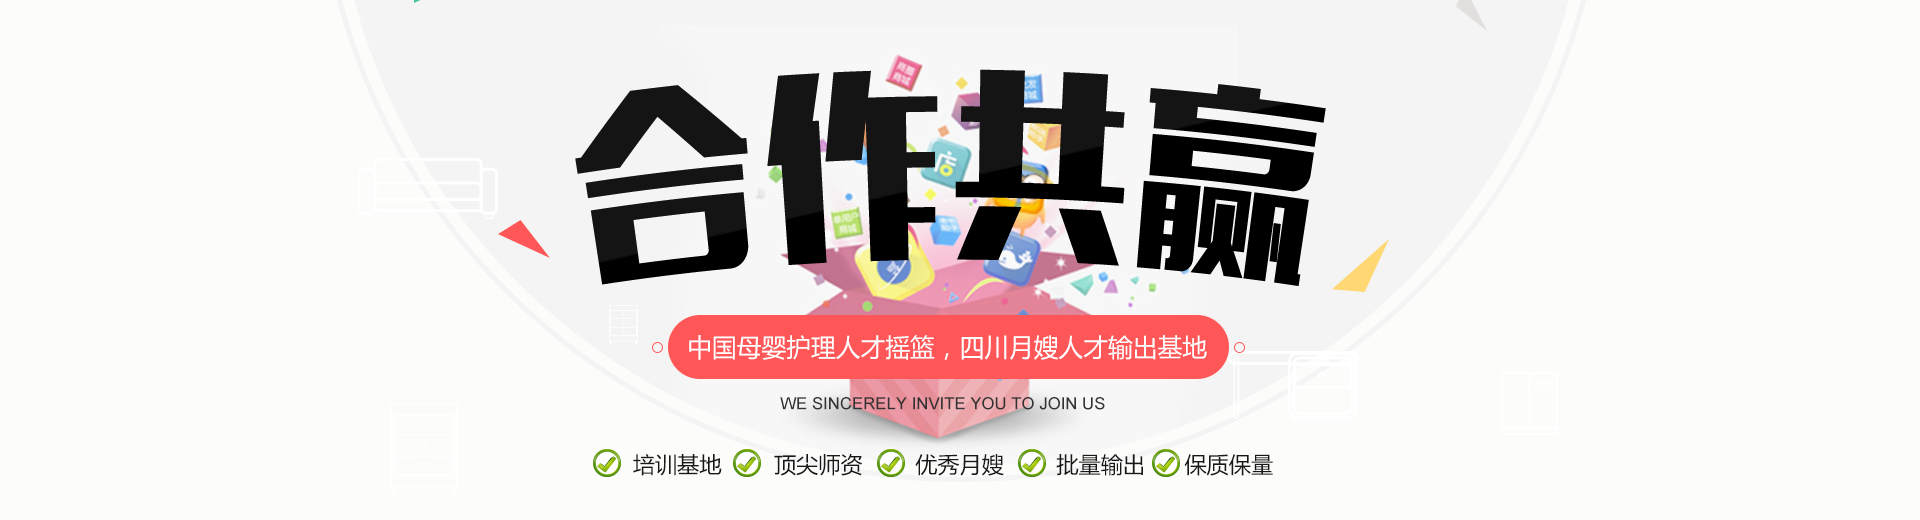 合作共赢
店
中国母婴护理人才摇篮，四川月嫂人才输出基地
WE SINCERELY INVITE YOU TO JOIN US
培训基地 顶尖师资 优秀月嫂 批量输出 保质保量